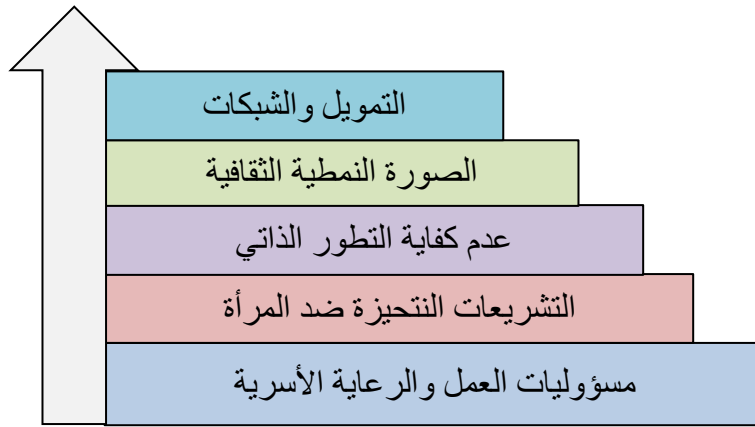 التمويل والشبكات
الصورة النمطية الثقافية
عدم كفاية التطور الذاتي
التشريعات النتحيزة ضد المرأة
مسؤوليات العمل والرعاية الأسرية